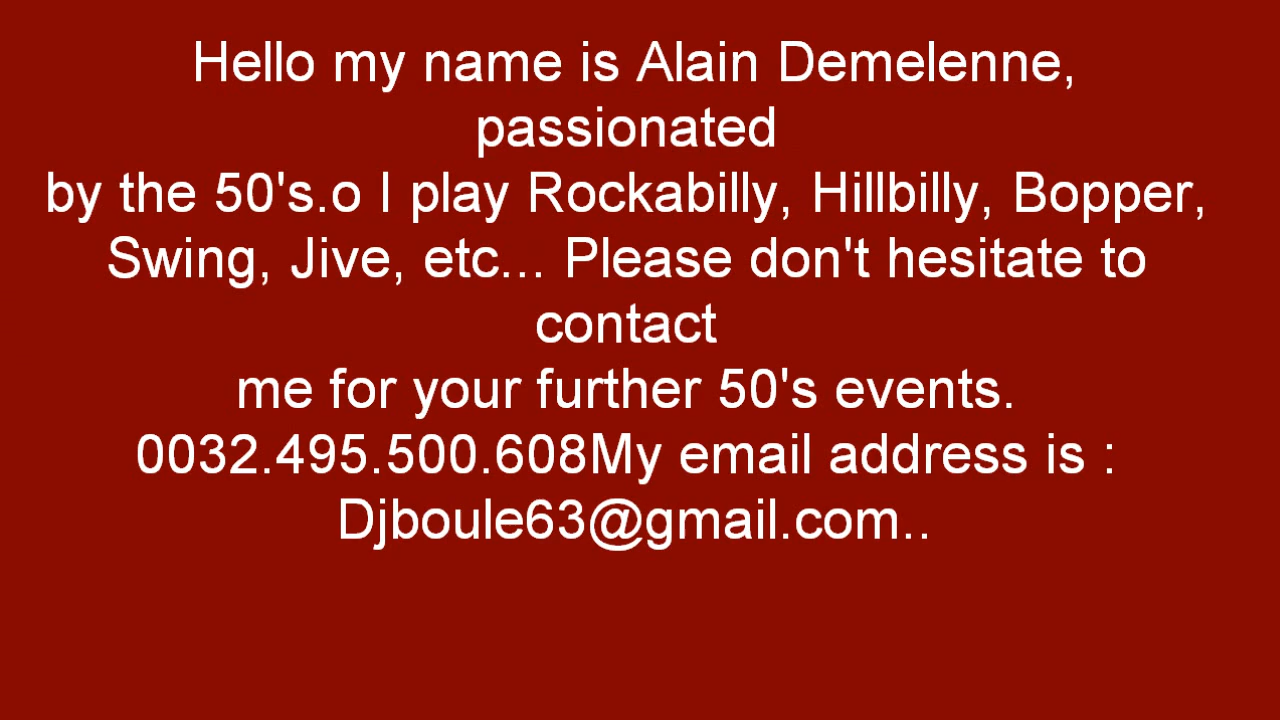 Hello my name is Alain Demelenne,
passionated
by the 50's.o I play Rockabilly, Hillbilly, Bopper,
Swing, Jive, etc... Please don't hesitate to
contact
me for your further 50's events.
0032.495.500.608My email address is :
Djboule63@gmail.com..